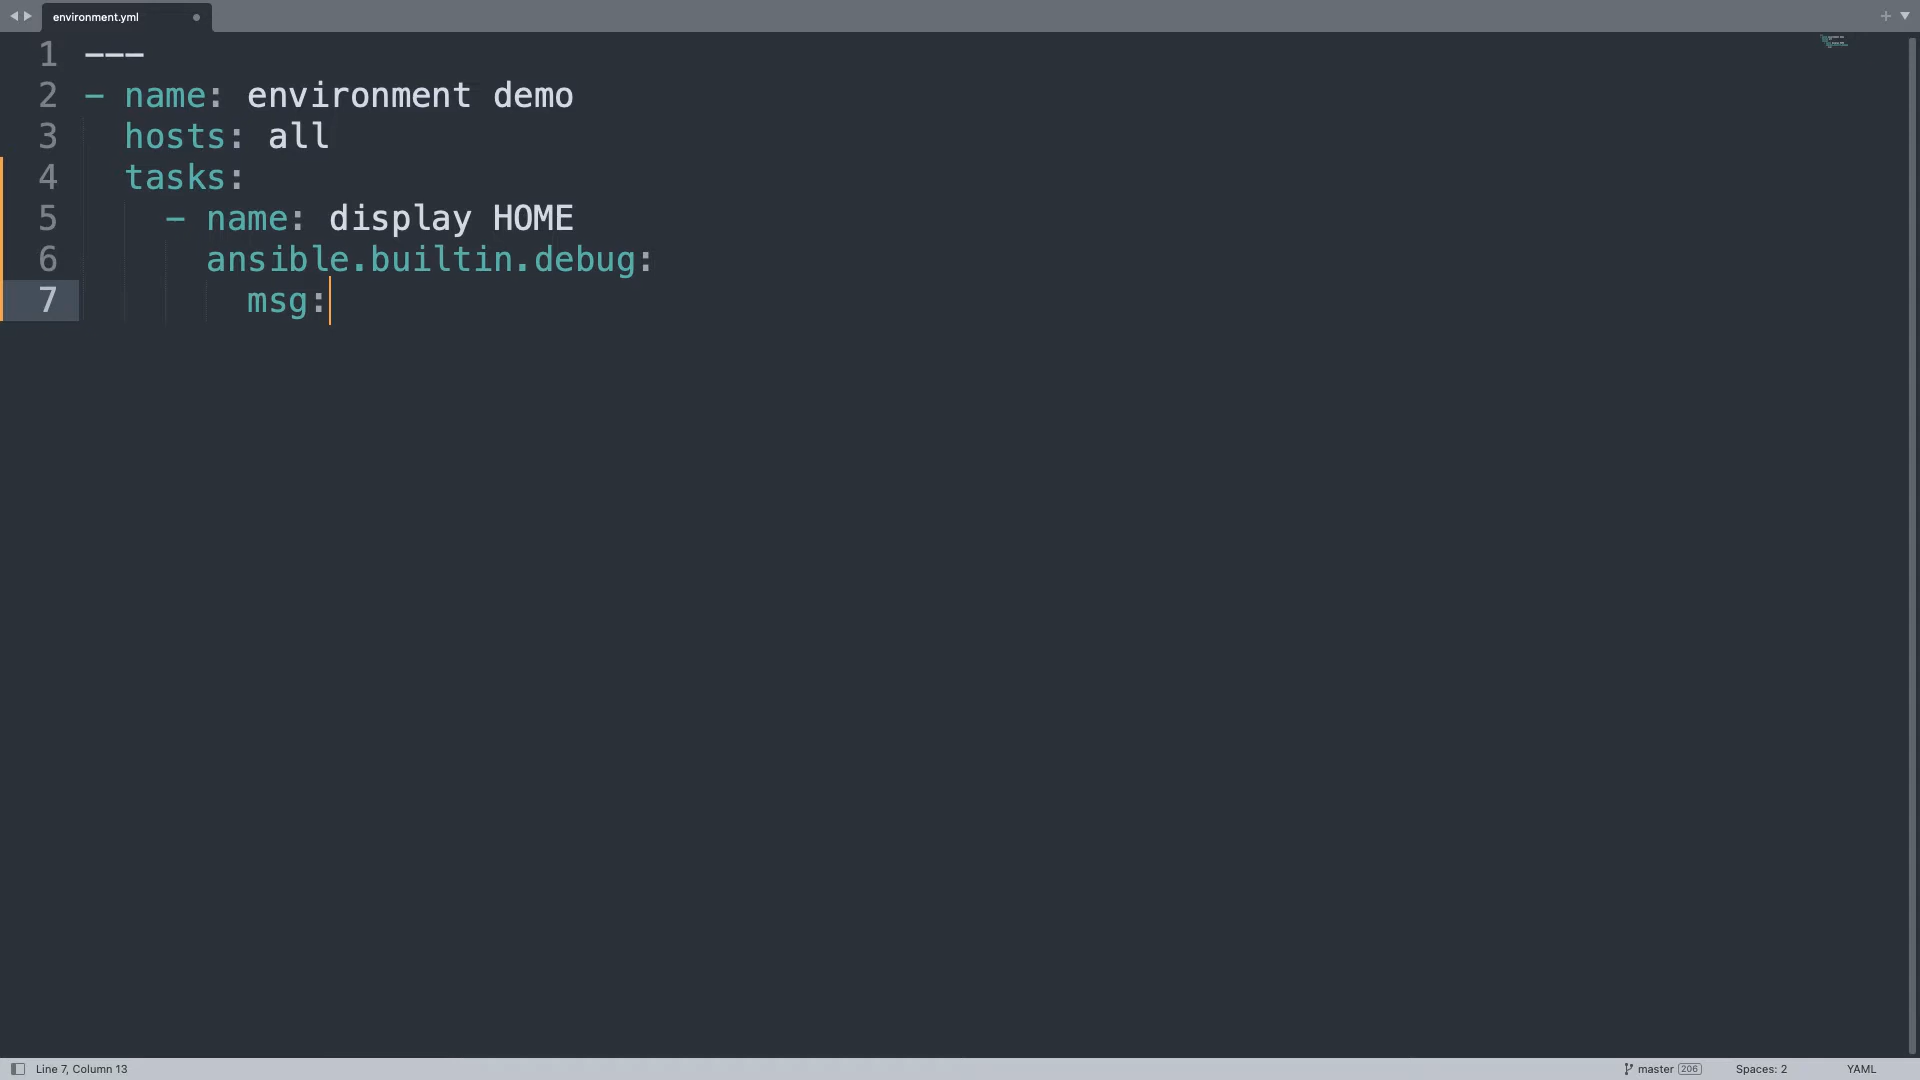 environment.yml
1 ---
2 - name: environment demo
3   hosts: all
4   tasks:
5     - name: display HOME
6       ansible.builtin.debug:
7         msg:
Line 7, Column 13
master 206
Spaces: 2
YAML